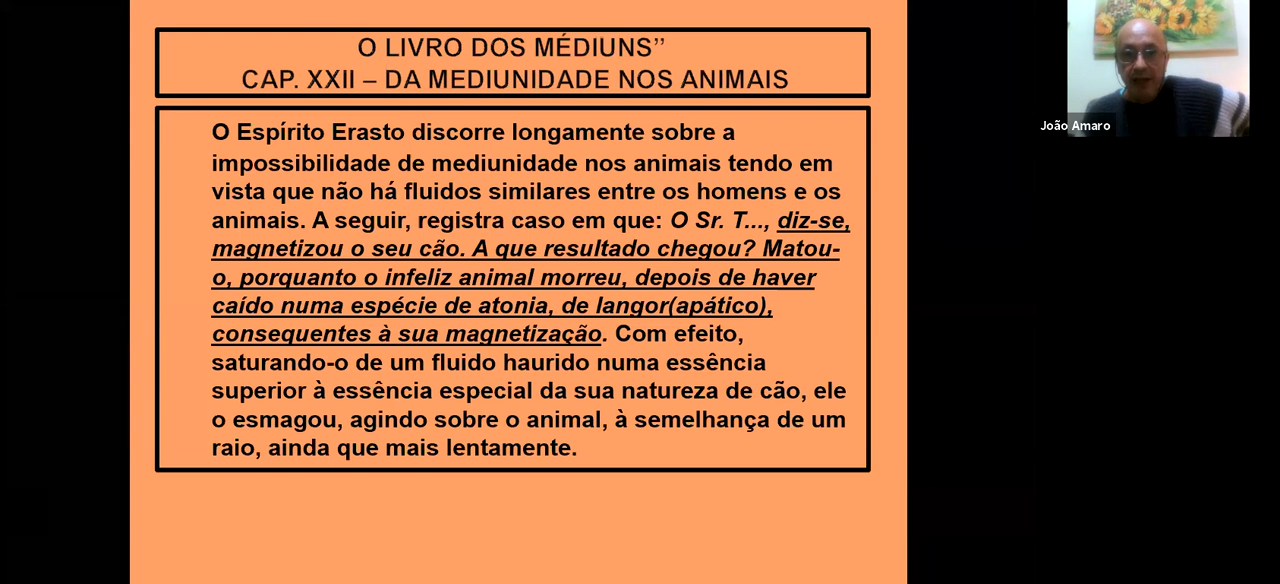 O LIVRO DOS MÉDIUNS”
CAP. XXII – DA MEDIUNIDADE NOS ANIMAIS
O Espírito Erasto discorre longamente sobre a
impossibilidade de mediunidade nos animais tendo em
vista que não há fluidos similares entre os homens e os
animais. A seguir, registra caso em que: O Sr. T..., diz-se,
magnetizou o seu cão. A que resultado chegou? Matou-
o, porquanto o infeliz animal morreu, depois de haver
caído numa espécie de atonia, de langor(apático),
consequentes à sua magnetização. Com efeito,
saturando-o de um fluido haurido numa essência
superior à essência especial da sua natureza de cão, ele
o esmagou, agindo sobre o animal, à semelhança de um
raio, ainda que mais lentamente.
João Amaro